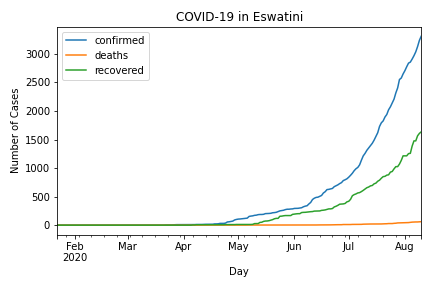 COVID-19 in Eswatini
confirmed
deaths
recovered
Number of Cases
3000
2500
2000
1500
1000
500
0
Feb Mar Apr May Jun Jul Aug
2020
Day